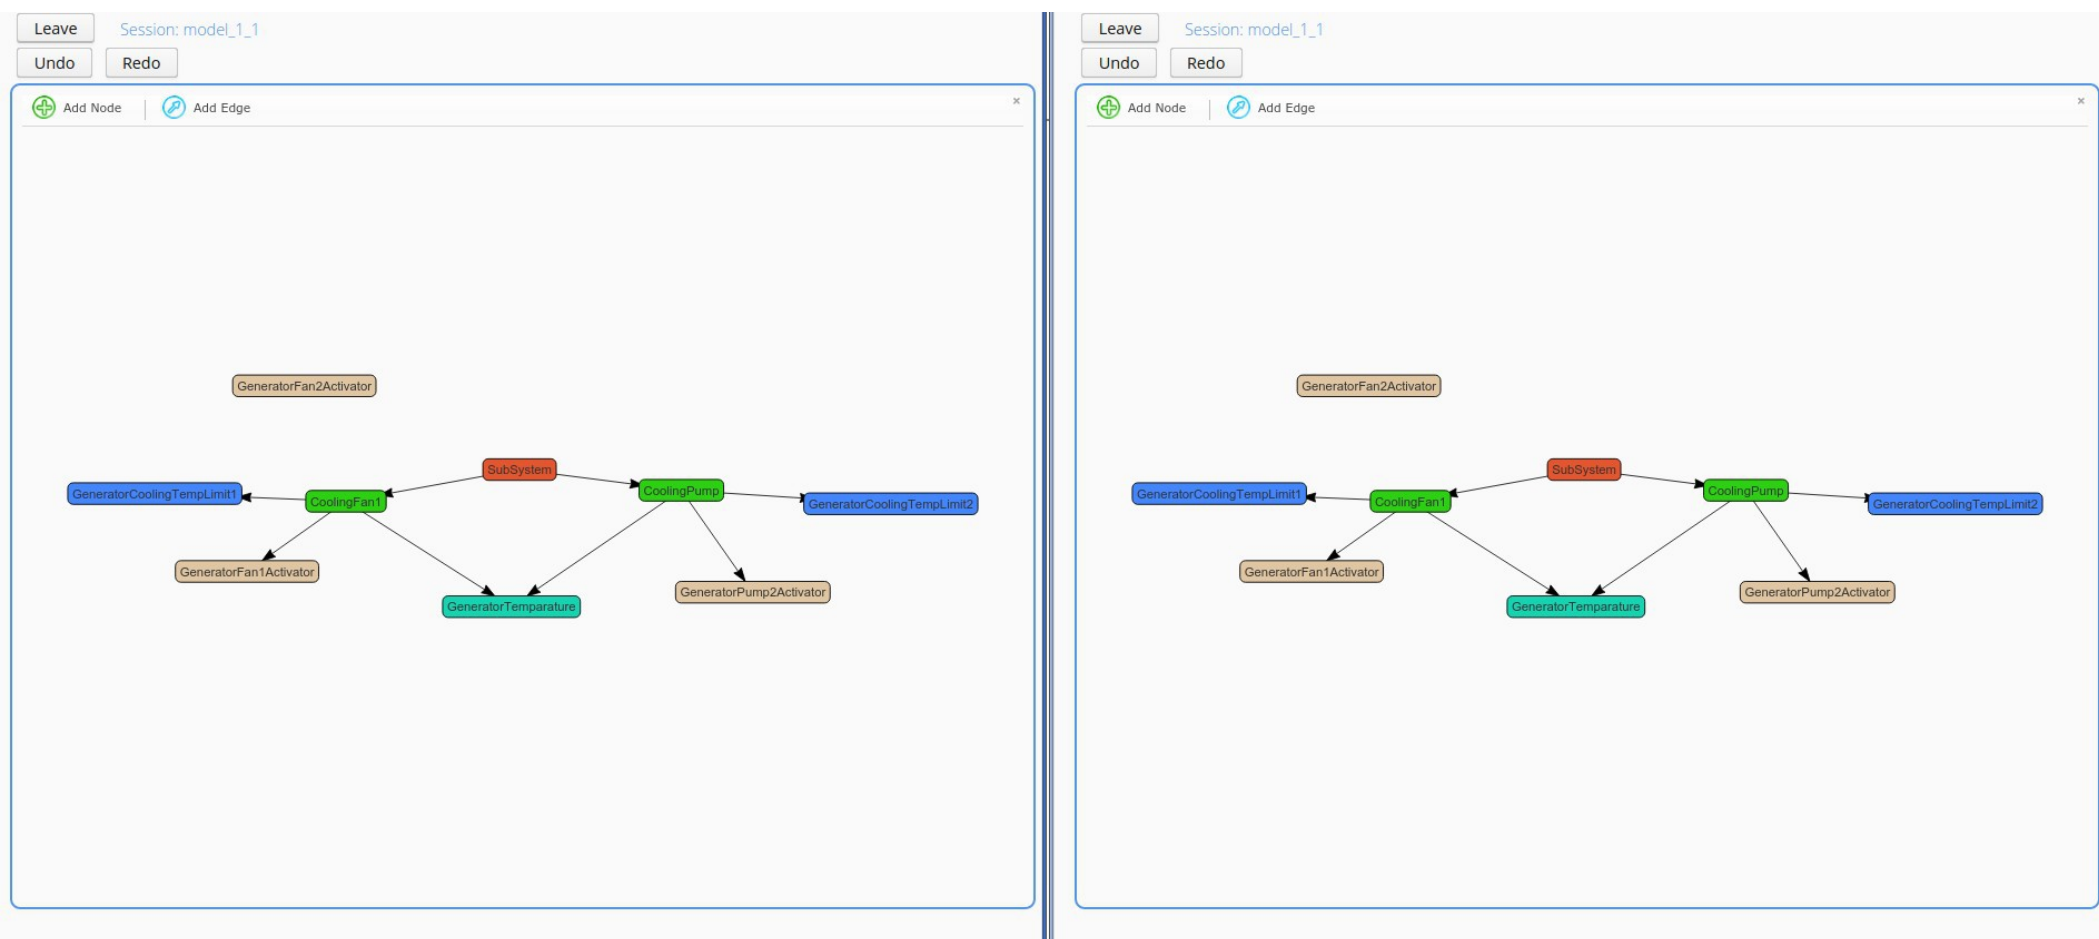 Leave Session: model_1_1
Undo Redo
Add Node Add Edge ×
GeneratorFan2Activator
SubSystem
GeneratorCoolingTempLimit1 CoolingFan1 CoolingPump GeneratorCoolingTempLimit2
GeneratorFan1Activator
GeneratorPump2Activator
GeneratorTemparature
Leave Session: model_1_1
Undo Redo
Add Node Add Edge ×
GeneratorFan2Activator
SubSystem
GeneratorCoolingTempLimit1 CoolingFan1 CoolingPump GeneratorCoolingTempLimit2
GeneratorFan1Activator
GeneratorPump2Activator
GeneratorTemparature